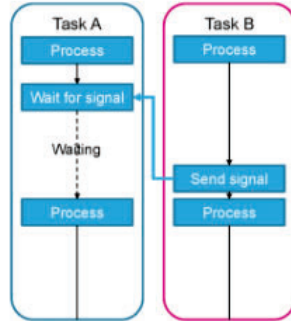 Task A
Process
Wait for signal
Waiting
Process
Task B
Process
Send signal
Process